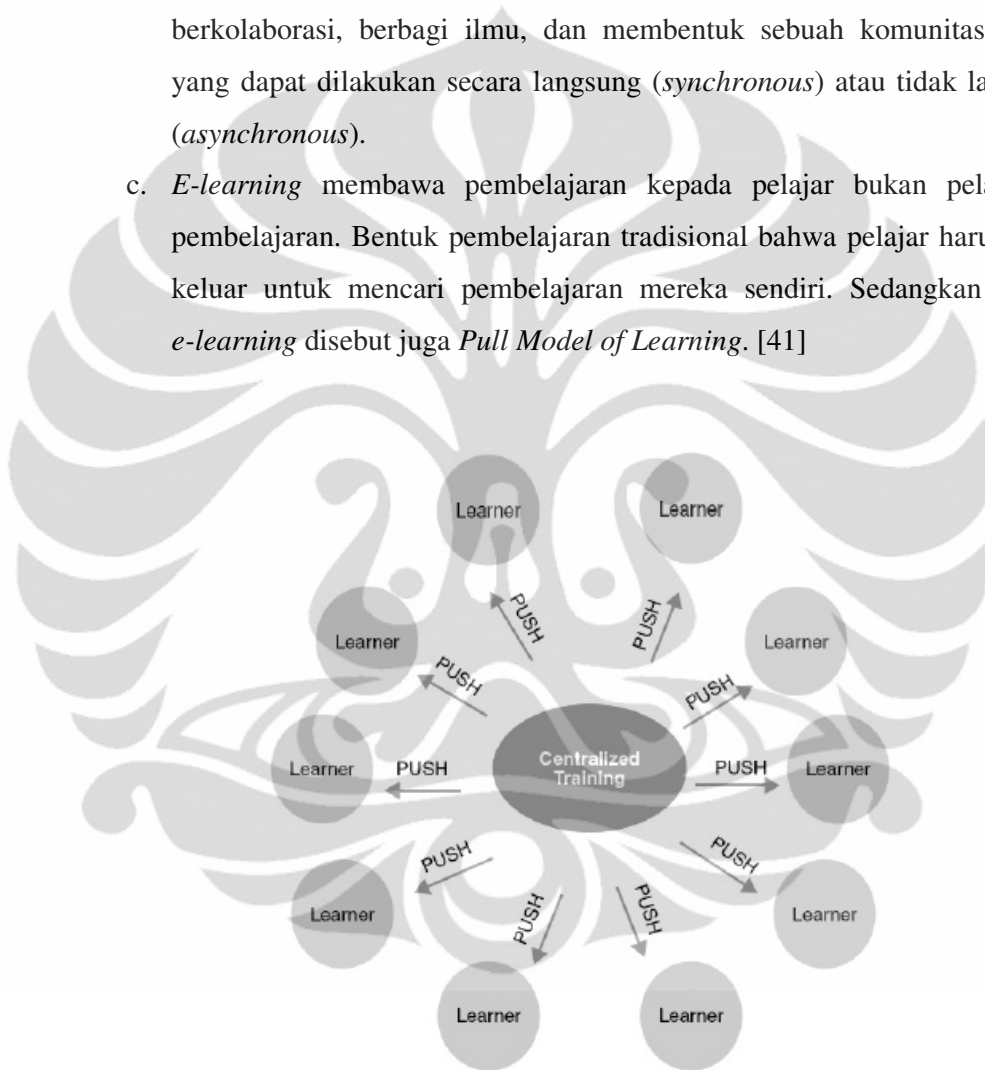 berkolaborasi, berbagi ilmu, dan membentuk sebuah komunitas
yang dapat dilakukan secara langsung (synchronous) atau tidak la
(asynchronous).
c. E-learning membawa pembelajaran kepada pelajar bukan pela
pembelajaran. Bentuk pembelajaran tradisional bahwa pelajar haru
keluar untuk mencari pembelajaran mereka sendiri. Sedangkan
e-learning disebut juga Pull Model of Learning. [41]
Learner
Learner
PUSH
PUSH
Learner
Learner
PUSH
PUSH
Learner
PUSH
Centralized
Training
PUSH
Learner
PUSH
PUSH
Learner
PUSH
PUSH
Learner
Learner
Learner